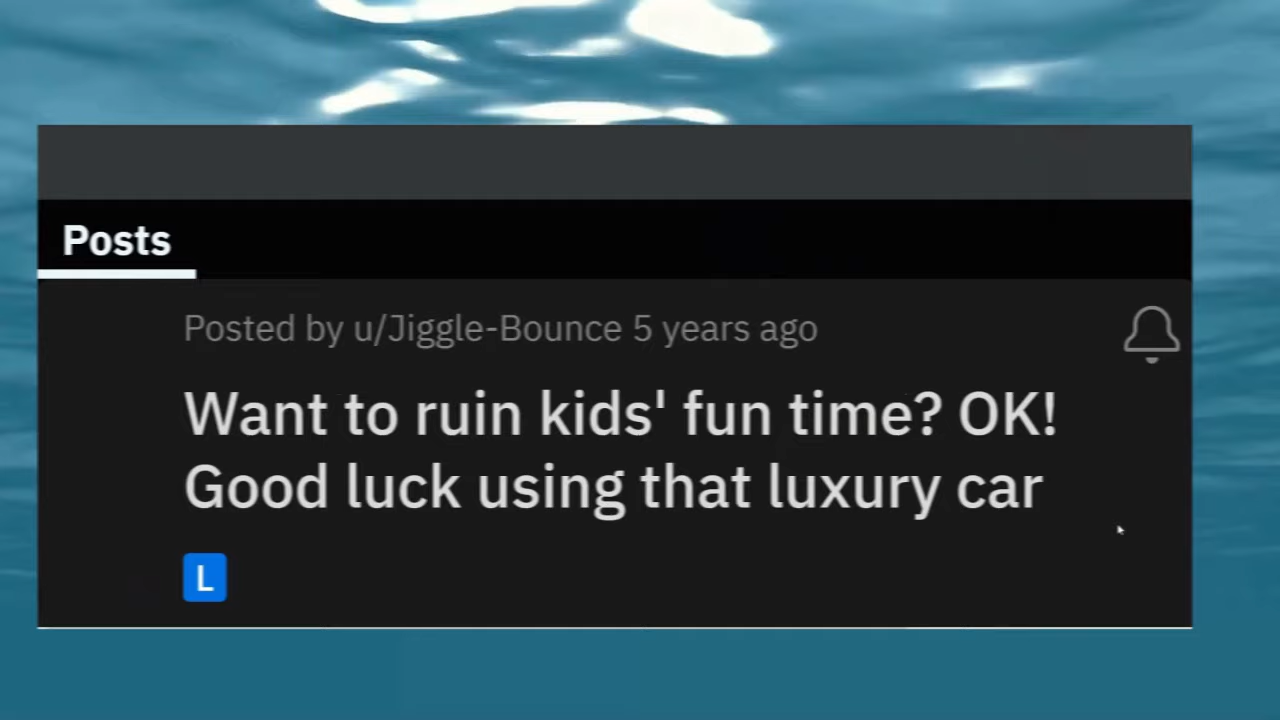 Posts
Posted by u/Jiggle-Bounce 5 years ago
Want to ruin kids' fun time? OK!
Good luck using that luxury car
L